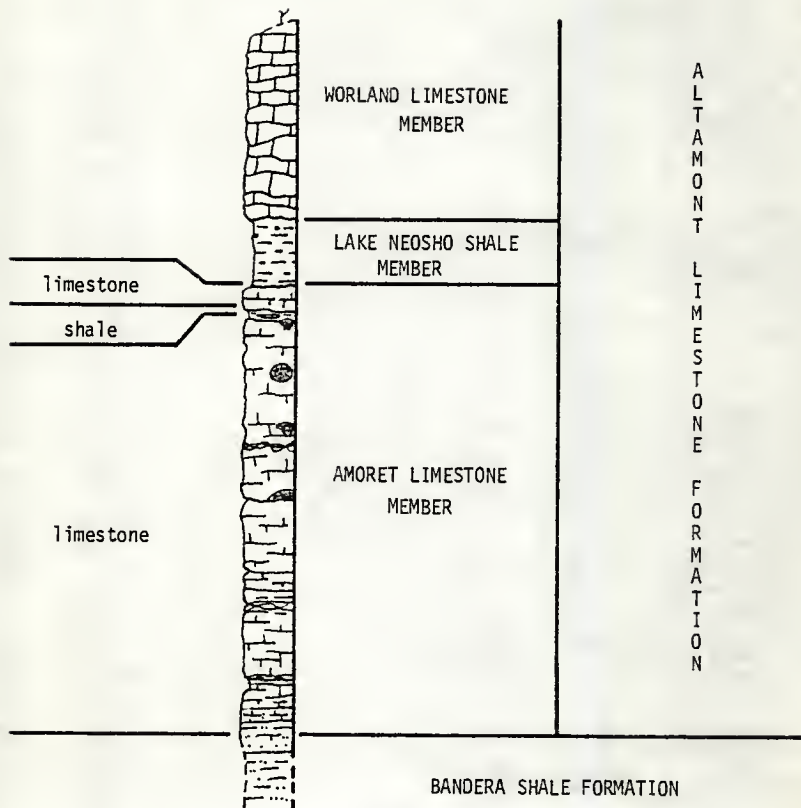 WORLAND LIMESTONE
MEMBER
LAKE NEOSHO SHALE
MEMBER
limestone
shale
AMORET LIMESTONE
MEMBER
limestone
ALTAMONT LIMESTONE FORMATION
BANDERA SHALE FORMATION